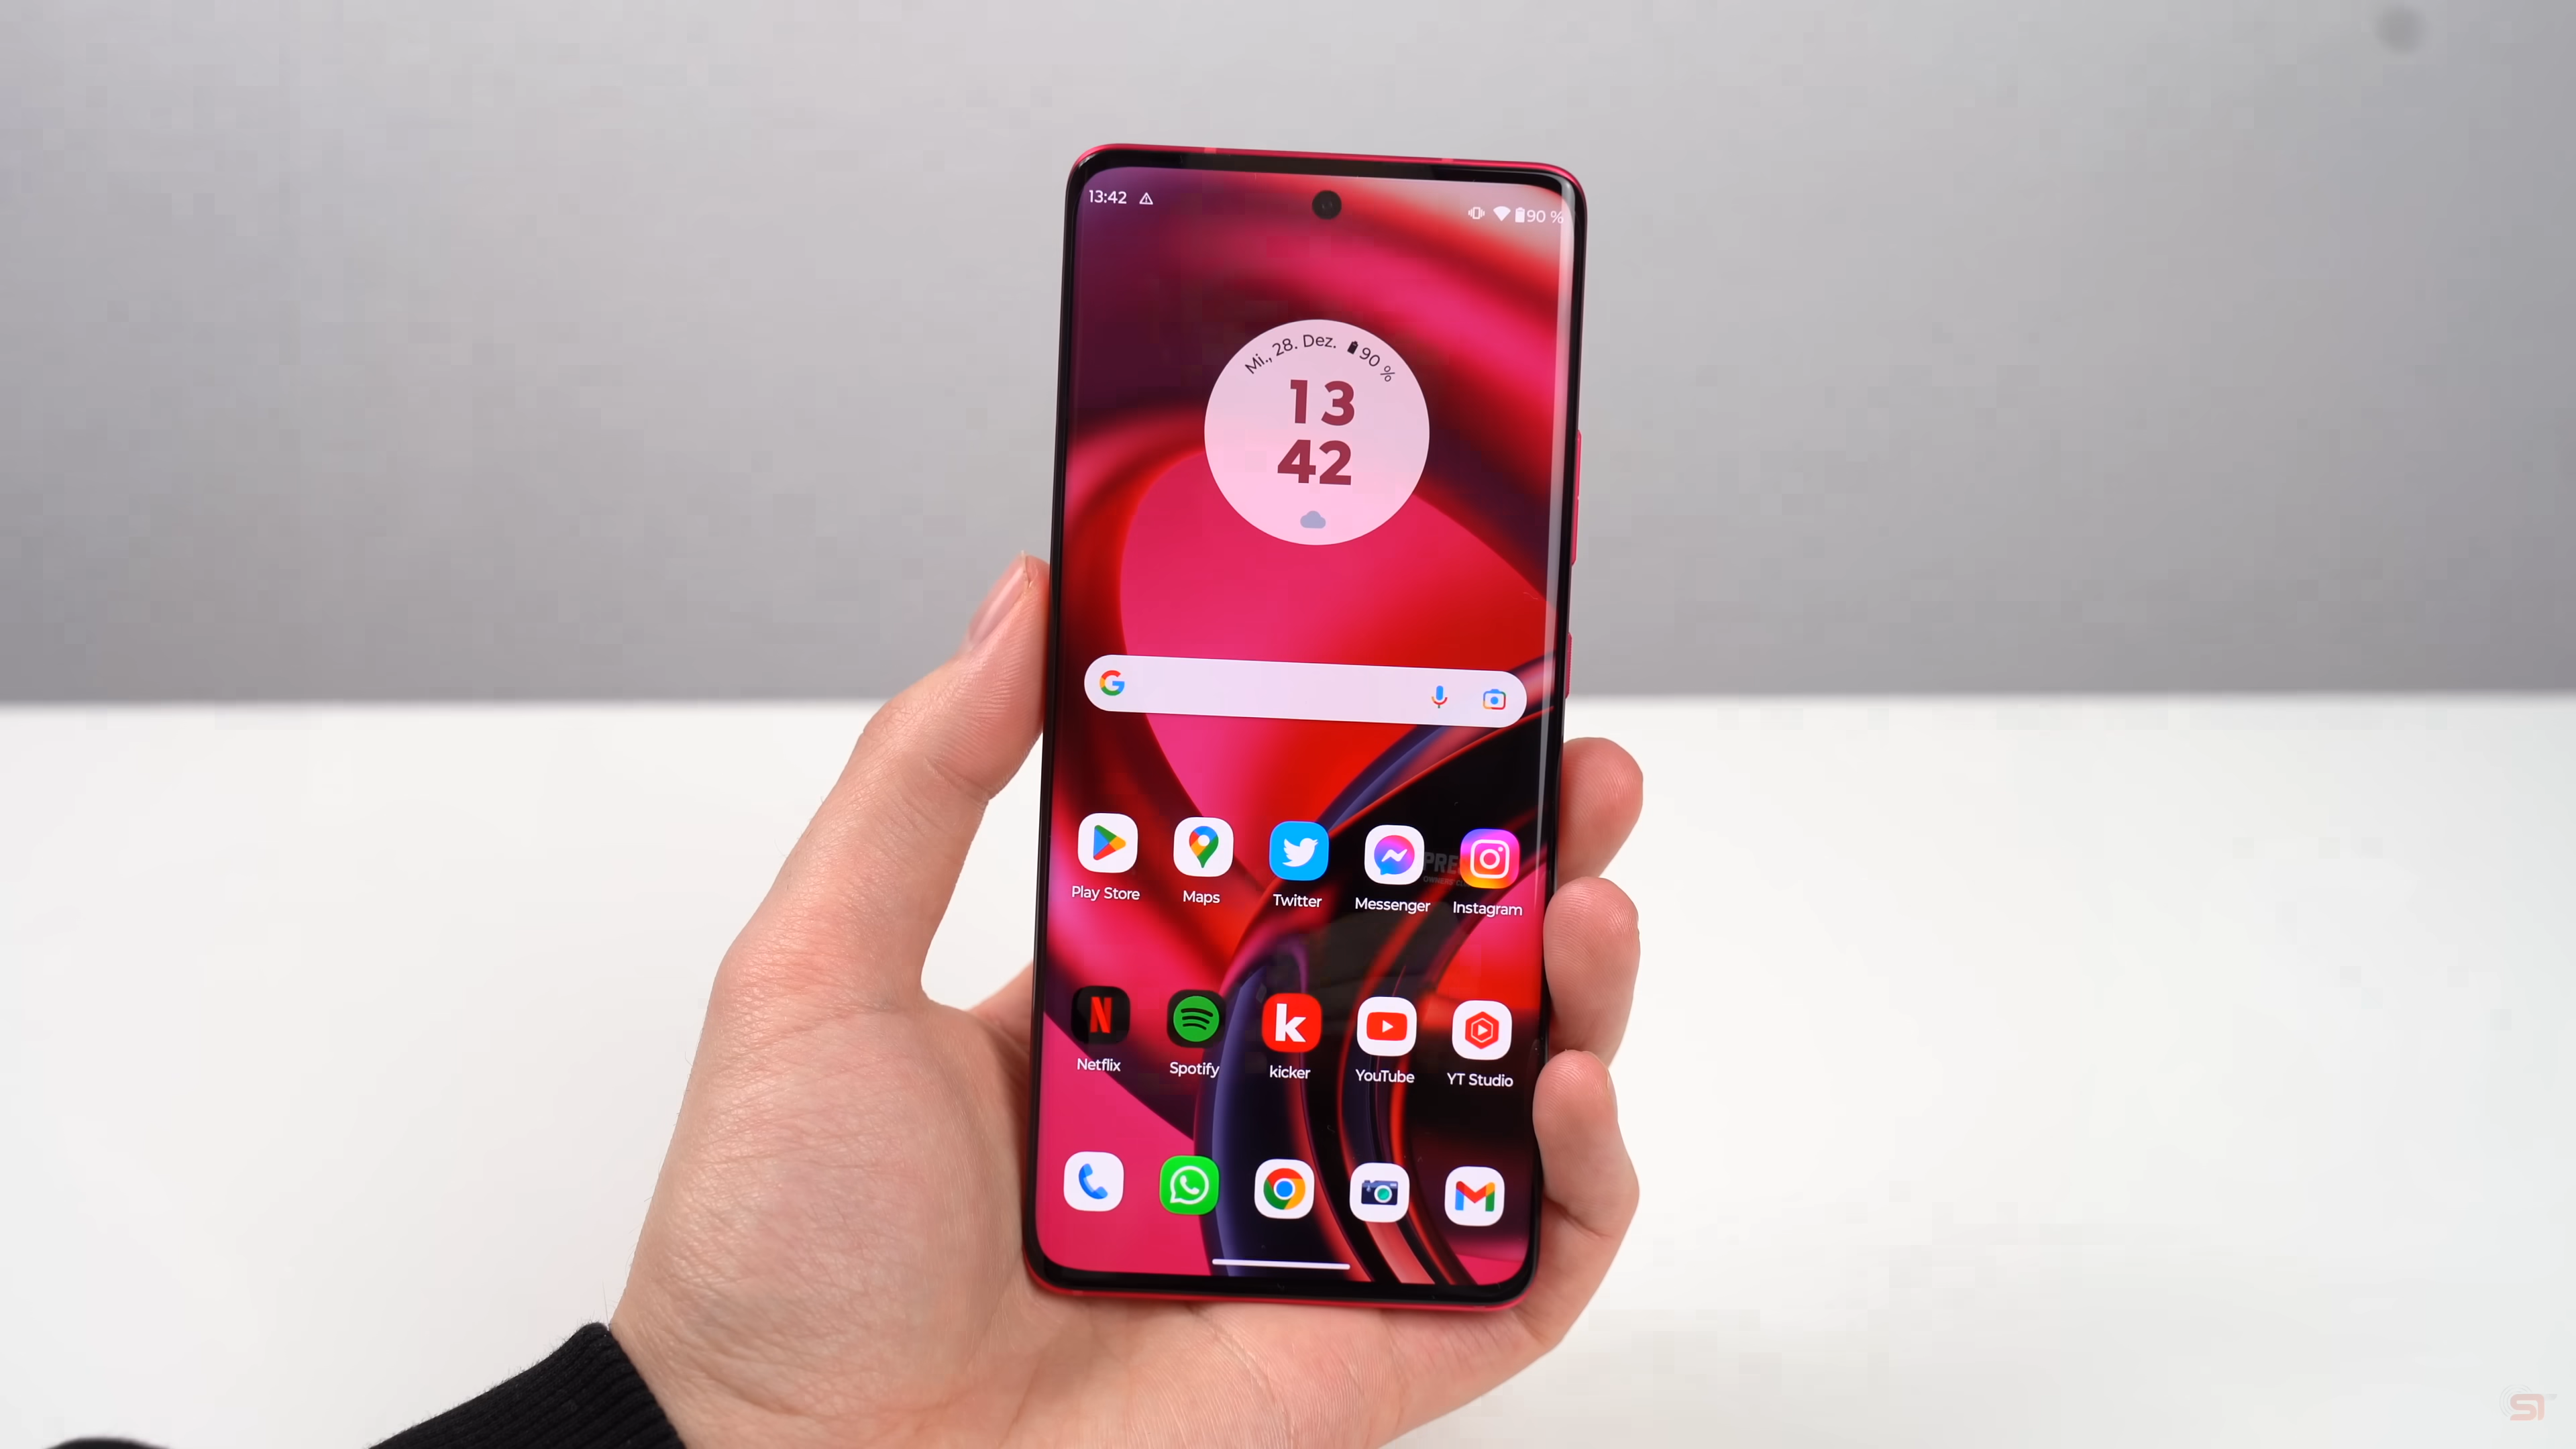 13:42
90 %
Mi., 28. Dez. 90 %
13
42
Play Store
Maps
Twitter
Messenger
Instagram
Netflix
Spotify
k
kicker
YouTube
YT Studio